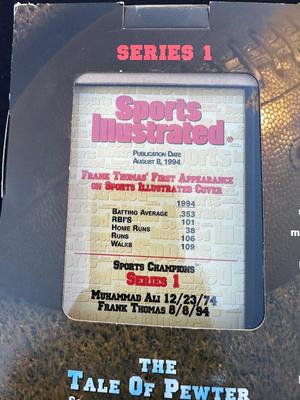 SERIES 1
Sports
Illustrated®
PUBLICATION DATE
AUGUST 8, 1994
FRANK THOMAS' FIRST APPEARANCE
ON SPORTS ILLUSTRATED COVER
1994
BATTING AVERAGE .353
RBI'S 101
HOME RUNS 38
RUNS 106
WALKS 109
SPORTS CHAMPIONS
SERIES 1
MUHAMMAD ALI 12/23/74
FRANK THOMAS 8/8/94
THE
TALE OF PEWTER